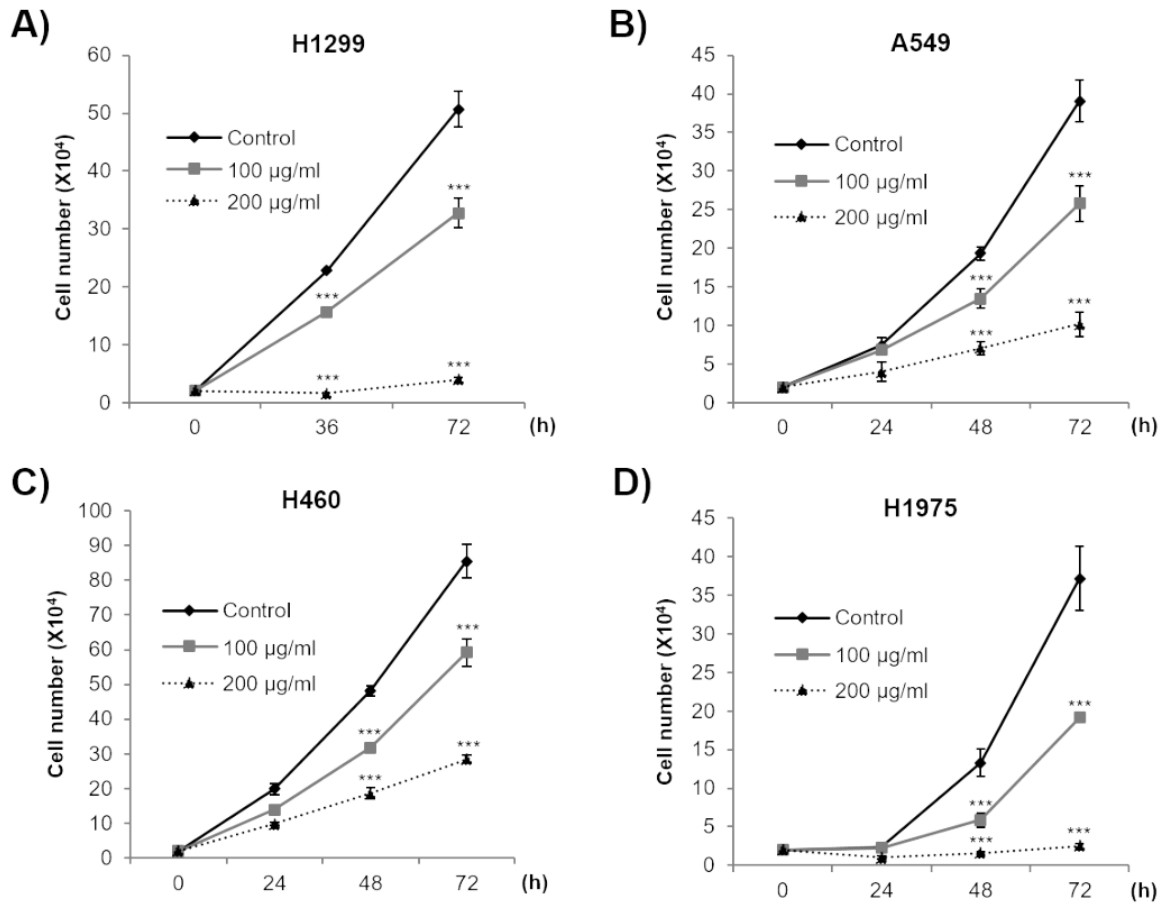 A)
H1299
60
50
40
30
20
10
0
Cell number (X10⁴)
Control
100 µg/ml
200 µg/ml
***
***
***
***
0 36 72 (h)
B)
A549
45
40
35
30
25
20
15
10
5
0
Cell number (X10⁴)
Control
100 µg/ml
200 µg/ml
***
***
***
***
0 24 48 72 (h)
C)
H460
100
90
80
70
60
50
40
30
20
10
0
Cell number (X10⁴)
Control
100 µg/ml
200 µg/ml
***
***
***
***
0 24 48 72 (h)
D)
H1975
45
40
35
30
25
20
15
10
5
0
Cell number (X10⁴)
Control
100 µg/ml
200 µg/ml
***
***
***
***
0 24 48 72 (h)